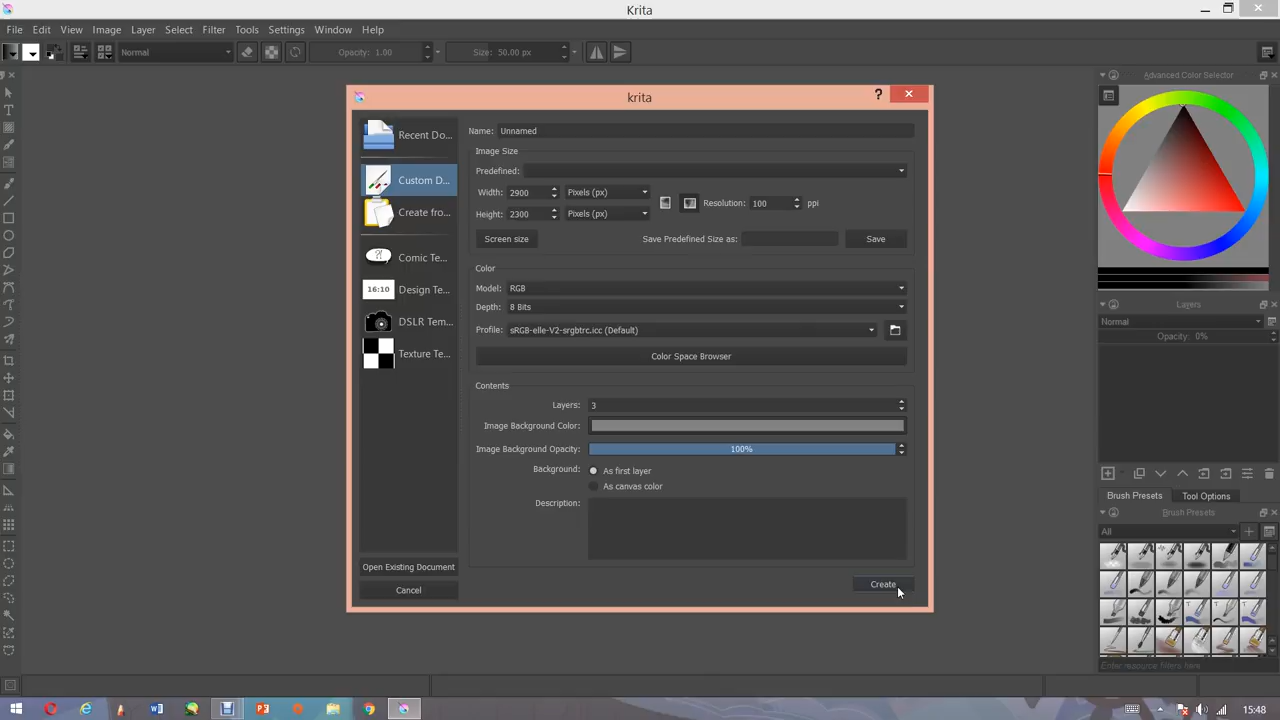 Krita
File Edit View Image Layer Select Filter Tools Settings Window Help
Normal Opacity: 1.00 Size: 50.00 px
krita ?
Recent Do...
Custom D...
Create fro...
Comic Te...
16:10 Design Te...
DSLR Tem...
Texture Te...
Open Existing Document
Cancel
Name: Unnamed
Image Size
Predefined:
Width: 2900 Pixels (px)
Height: 2300 Pixels (px)
Resolution: 100 ppi
Screen size Save Predefined Size as: Save
Color
Model: RGB
Depth: 8 Bits
Profile: sRGB-elle-V2-srgbtrc.icc (Default)
Color Space Browser
Contents
Layers: 3
Image Background Color:
Image Background Opacity: 100%
Background: As first layer
As canvas color
Description:
Create
Advanced Color Selector
Layers
Normal
Opacity: 0%
Brush Presets Tool Options
Brush Presets
All
Enter resource filters here
15:48